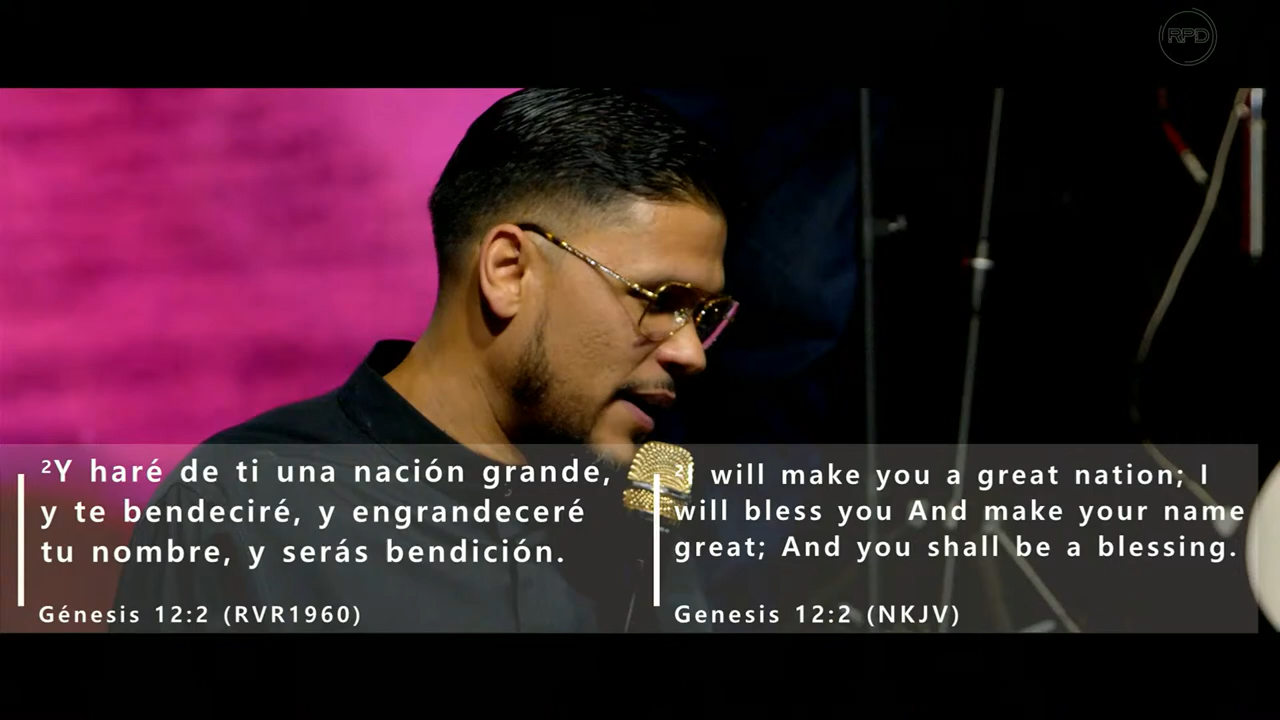 RPD
²Y haré de ti una nación grande,
y te bendeciré, y engrandeceré
tu nombre, y serás bendición.
Génesis 12:2 (RVR1960)
²I will make you a great nation; I
will bless you And make your name
great; And you shall be a blessing.
Genesis 12:2 (NKJV)